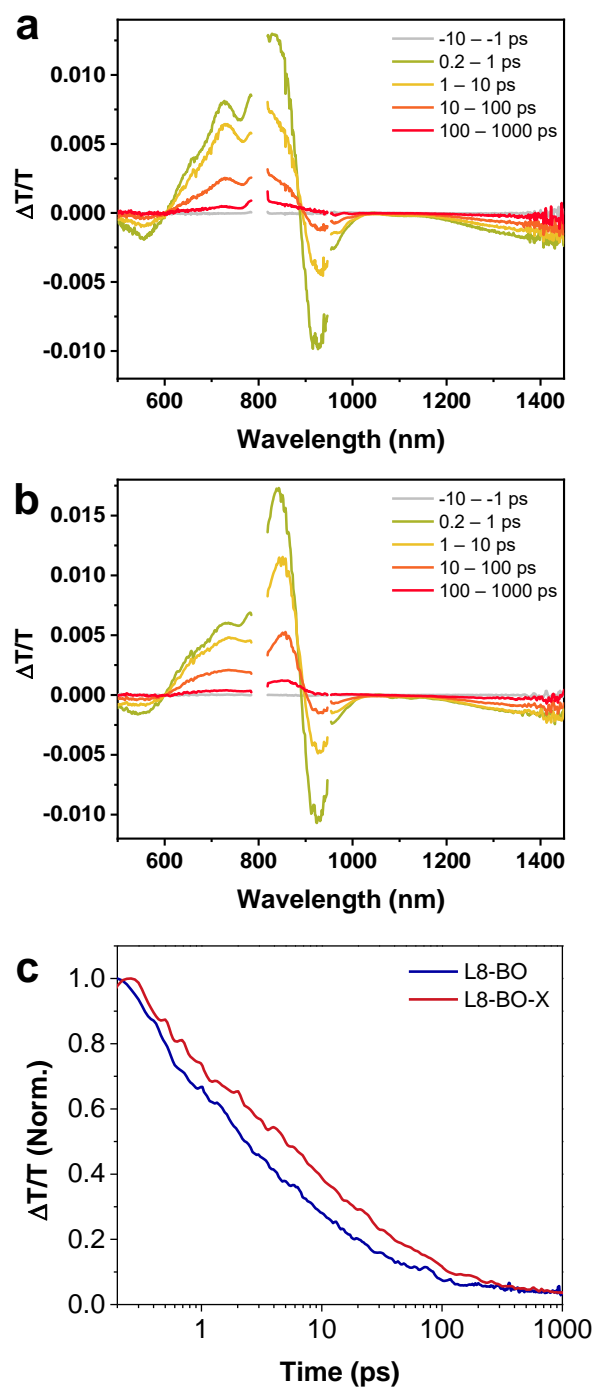 a
-10 – -1 ps
0.2 – 1 ps
1 – 10 ps
10 – 100 ps
100 – 1000 ps
0.010
0.005
0.000
-0.005
-0.010
ΔT/T
600 800 1000 1200 1400
Wavelength (nm)
b
-10 – -1 ps
0.2 – 1 ps
1 – 10 ps
10 – 100 ps
100 – 1000 ps
0.015
0.010
0.005
0.000
-0.005
-0.010
ΔT/T
600 800 1000 1200 1400
Wavelength (nm)
c
L8-BO
L8-BO-X
1.0
0.8
0.6
0.4
0.2
0.0
ΔT/T (Norm.)
1 10 100 1000
Time (ps)